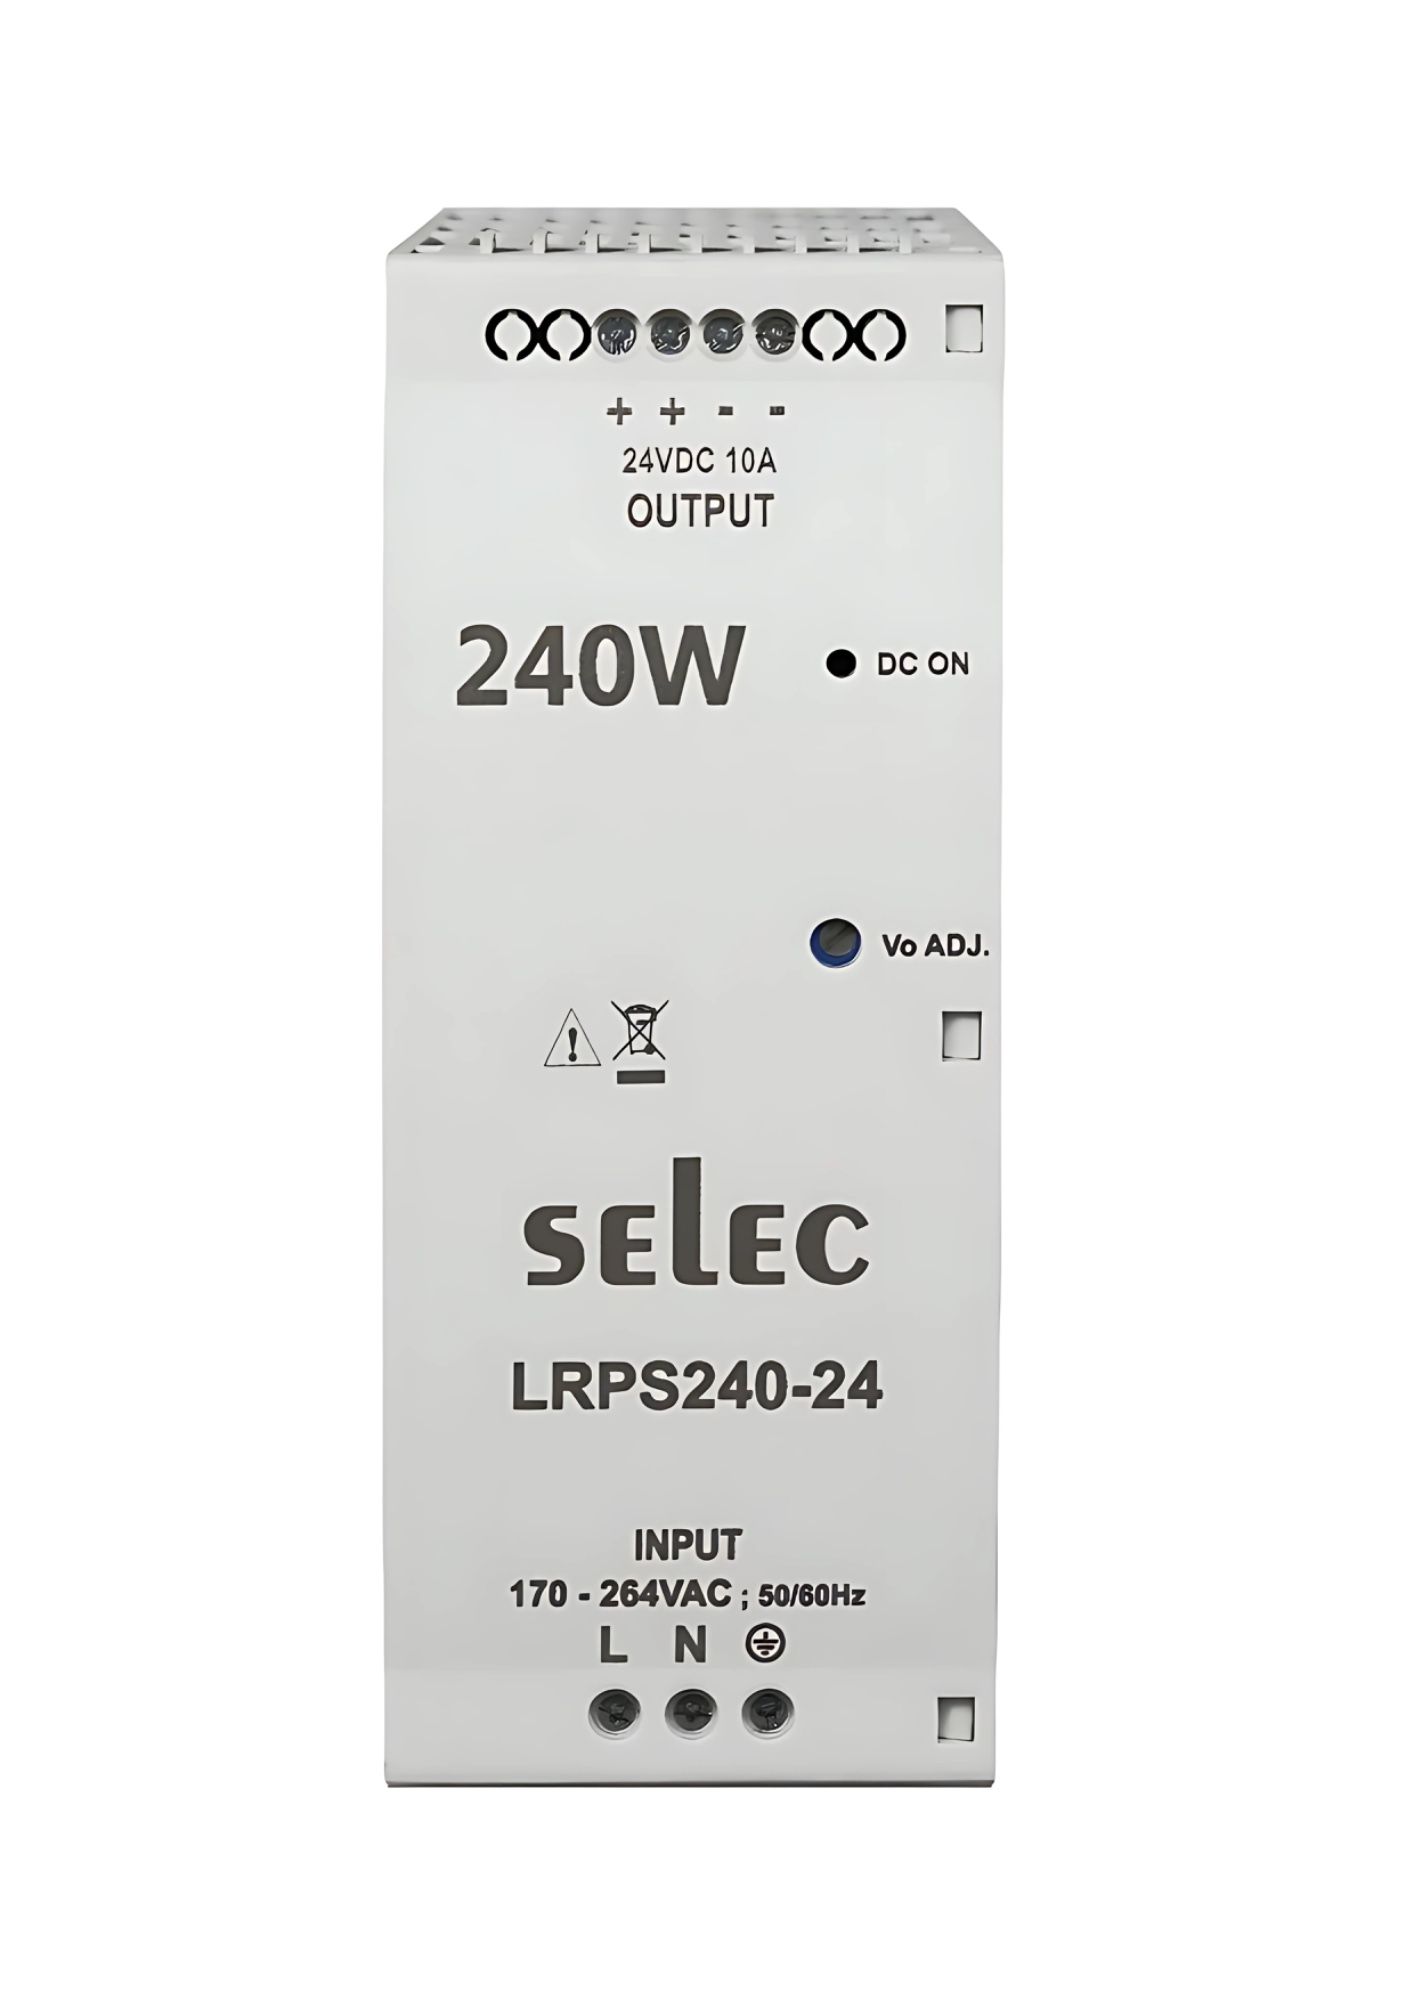 + + - -
24VDC 10A
OUTPUT
240W
DC ON
Vo ADJ.
selec
LRPS240-24
INPUT
170 - 264VAC ; 50/60Hz
L N